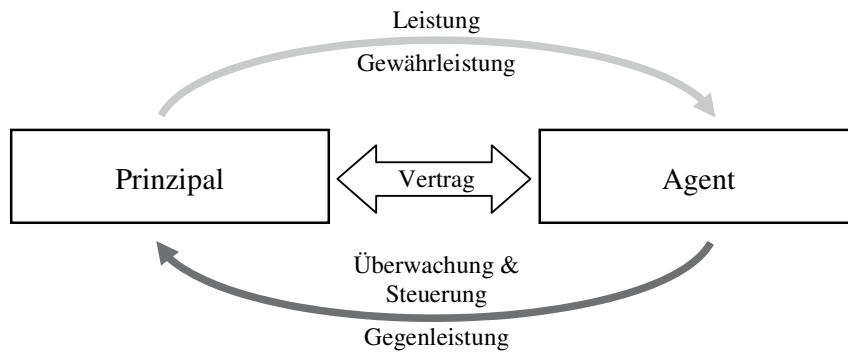 Leistung
Gewährleistung
Prinzipal
Vertrag
Agent
Überwachung &
Steuerung
Gegenleistung